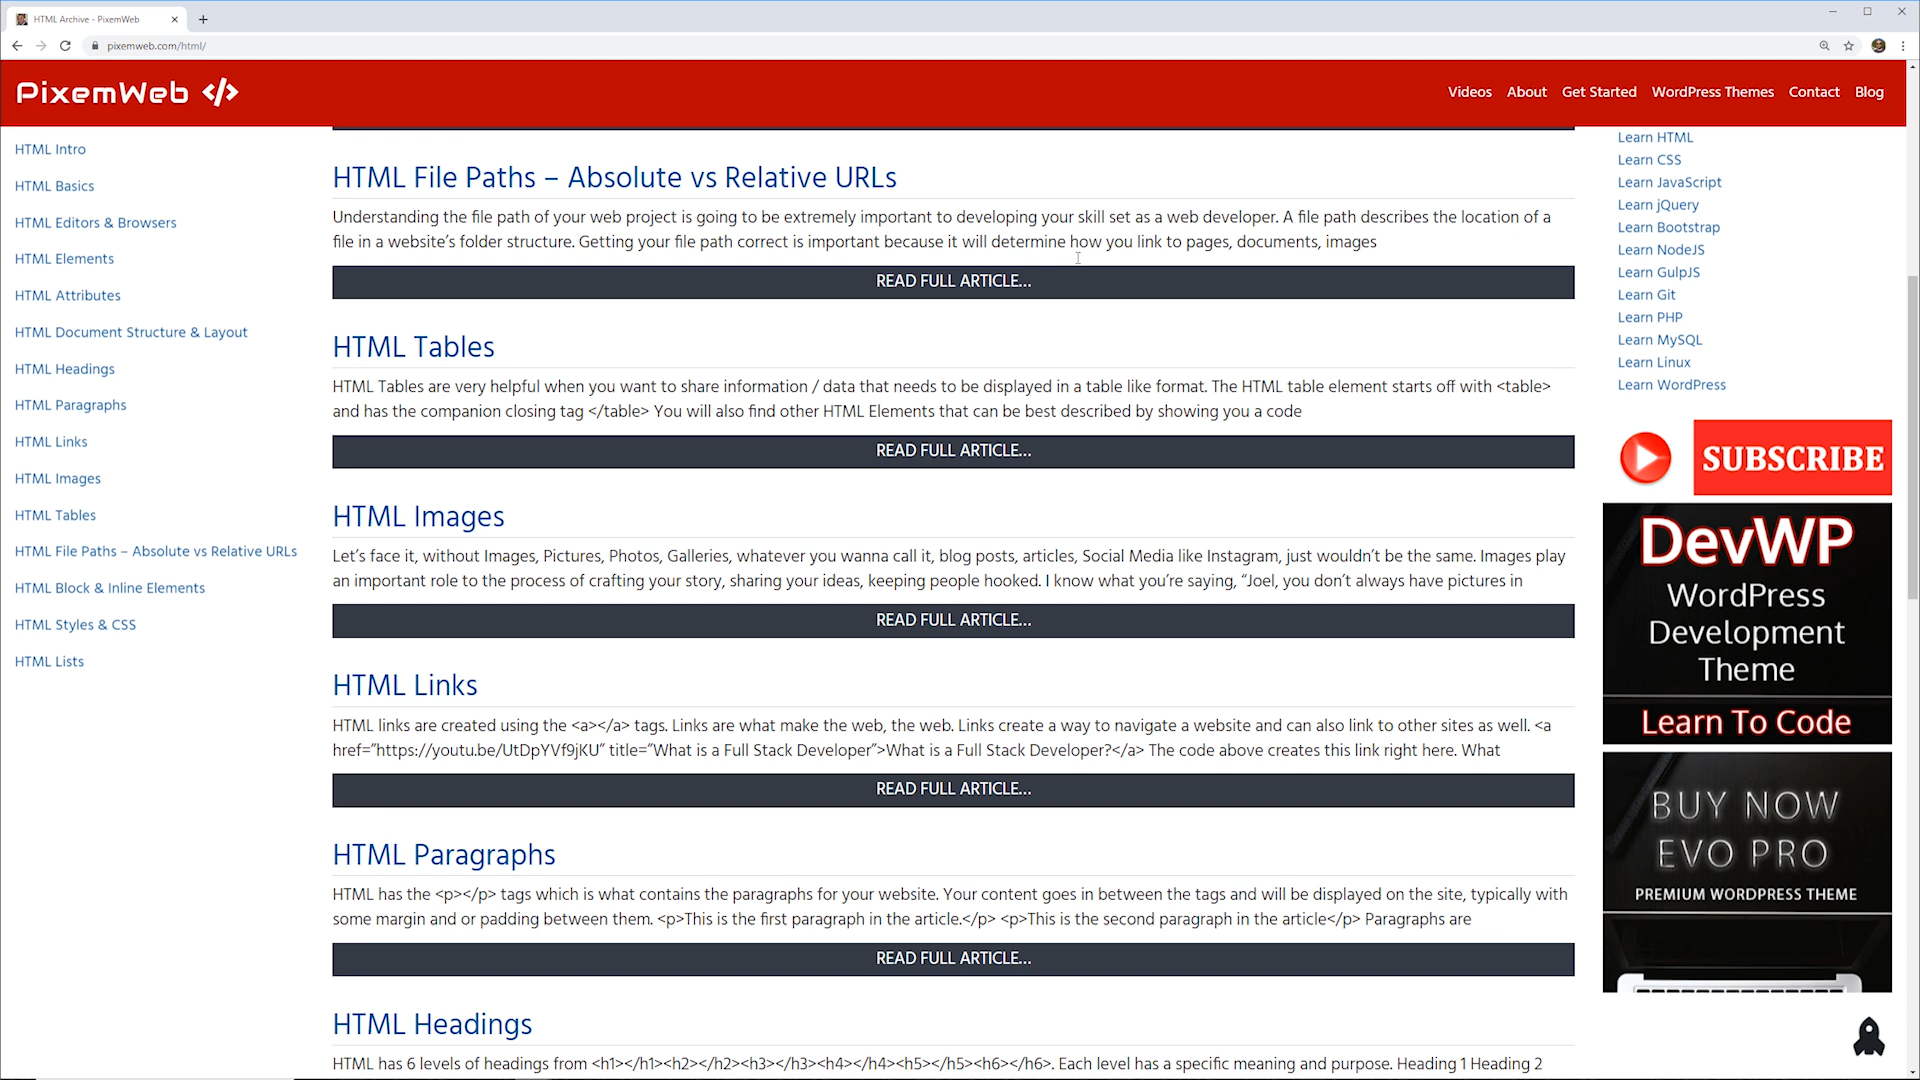 HTML Archive - PixemWeb
pixemweb.com/html/
PixemWeb </>
Videos About Get Started WordPress Themes Contact Blog
HTML Intro
HTML Basics
HTML Editors & Browsers
HTML Elements
HTML Attributes
HTML Document Structure & Layout
HTML Headings
HTML Paragraphs
HTML Links
HTML Images
HTML Tables
HTML File Paths – Absolute vs Relative URLs
HTML Block & Inline Elements
HTML Styles & CSS
HTML Lists
HTML File Paths – Absolute vs Relative URLs
Understanding the file path of your web project is going to be extremely important to developing your skill set as a web developer. A file path describes the location of a
file in a website’s folder structure. Getting your file path correct is important because it will determine how you link to pages, documents, images
READ FULL ARTICLE...
HTML Tables
HTML Tables are very helpful when you want to share information / data that needs to be displayed in a table like format. The HTML table element starts off with <table>
and has the companion closing tag </table> You will also find other HTML Elements that can be best described by showing you a code
READ FULL ARTICLE...
HTML Images
Let’s face it, without Images, Pictures, Photos, Galleries, whatever you wanna call it, blog posts, articles, Social Media like Instagram, just wouldn’t be the same. Images play
an important role to the process of crafting your story, sharing your ideas, keeping people hooked. I know what you’re saying, “Joel, you don’t always have pictures in
READ FULL ARTICLE...
HTML Links
HTML links are created using the <a></a> tags. Links are what make the web, the web. Links create a way to navigate a website and can also link to other sites as well. <a
href=”https://youtu.be/UtDpYVf9jKU” title=”What is a Full Stack Developer”>What is a Full Stack Developer?</a> The code above creates this link right here. What
READ FULL ARTICLE...
HTML Paragraphs
HTML has the <p></p> tags which is what contains the paragraphs for your website. Your content goes in between the tags and will be displayed on the site, typically with
some margin and or padding between them. <p>This is the first paragraph in the article.</p> <p>This is the second paragraph in the article</p> Paragraphs are
READ FULL ARTICLE...
HTML Headings
HTML has 6 levels of headings from <h1></h1><h2></h2><h3></h3><h4></h4><h5></h5><h6></h6>. Each level has a specific meaning and purpose. Heading 1 Heading 2
Learn HTML
Learn CSS
Learn JavaScript
Learn jQuery
Learn Bootstrap
Learn NodeJS
Learn GulpJS
Learn Git
Learn PHP
Learn MySQL
Learn Linux
Learn WordPress
SUBSCRIBE
DevWP
WordPress
Development
Theme
Learn To Code
BUY NOW
EVO PRO
PREMIUM WORDPRESS THEME